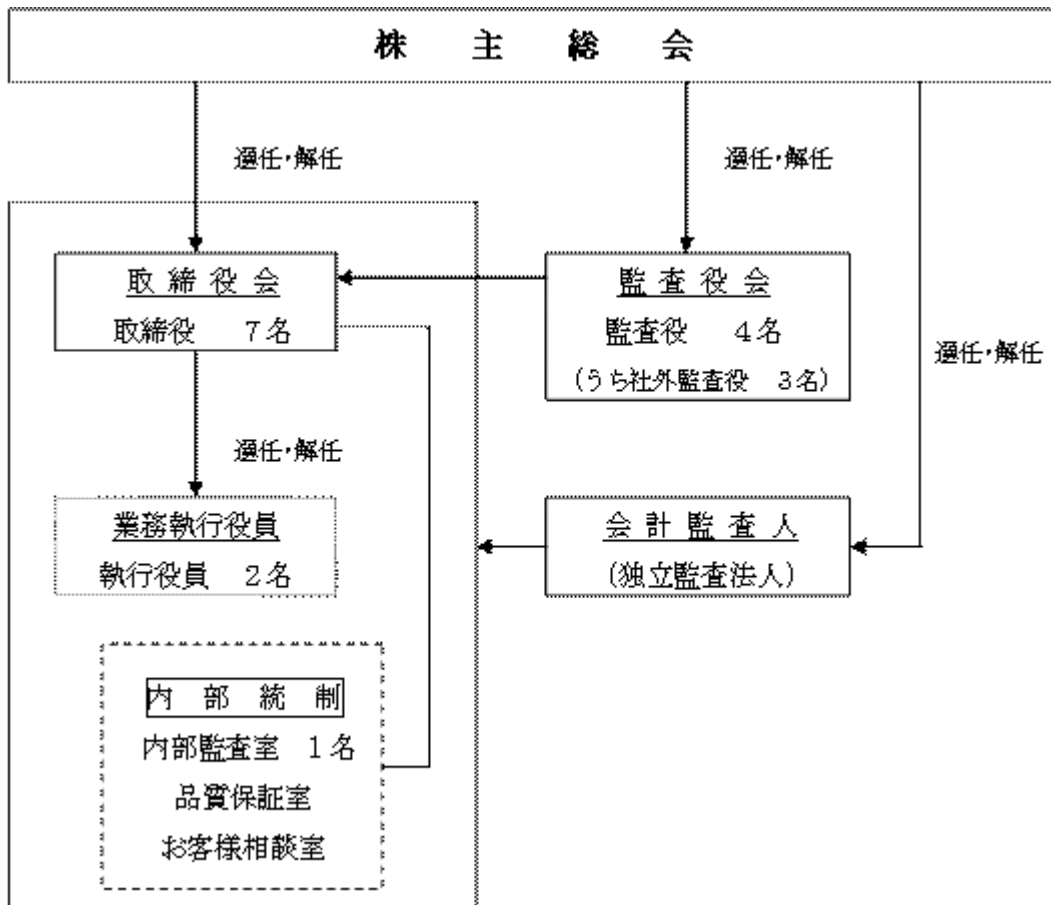 株 主 総 会
選任・解任
選任・解任
取 締 役 会
取締役 7名
監 査 役 会
監査役 4名
(うち社外監査役 3名)
選任・解任
選任・解任
業務執行役員
執行役員 2名
会 計 監 査 人
(独立監査法人)
内 部 統 制
内部監査室 1名
品質保証室
お客様相談室